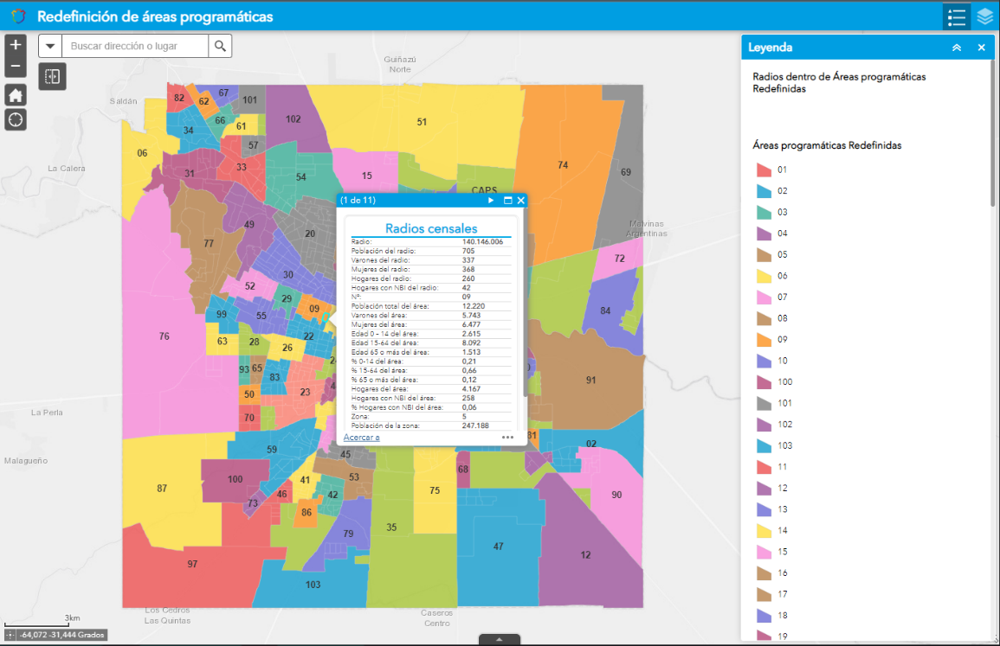 Redefinición de áreas programáticas
Buscar dirección o lugar
+
−
Guiñazú
Norte
Saldán
La Calera
La Perla
Malagueño
Malvinas
Argentinas
Los Cedros
Las Quintas
Caseros
Centro
82
62
67
101
66
61
34
57
102
51
06
31
33
54
15
74
69
CAPS
49
20
77
72
30
52
29
09
84
99
55
76
22
63
28
26
93
65
83
91
23
50
70
59
45
02
87
100
41
53
68
75
90
73
46
42
86
35
79
47
12
97
103
(1 de 11)
Radios censales
Radio: 140.146.006
Población del radio: 705
Varones del radio: 337
Mujeres del radio: 368
Hogares del radio: 260
Hogares con NBI del radio: 42
N°: 09
Población total del área: 12.220
Varones del área: 5.743
Mujeres del área: 6.477
Edad 0 - 14 del área: 2.615
Edad 15-64 del área: 8.092
Edad 65 o más del área: 1.513
% 0-14 del área: 0,21
% 15-64 del área: 0,66
% 65 o más del área: 0,12
Hogares del área: 4.167
Hogares con NBI del área: 258
% Hogares con NBI del área: 0,06
Zona: 5
Población de la zona: 247.188
Acercar a
•••
3km
-64,072 -31,444 Grados
Leyenda
Radios dentro de Áreas programáticas
Redefinidas
Áreas programáticas Redefinidas
01
02
03
04
05
06
07
08
09
10
100
101
102
103
11
12
13
14
15
16
17
18
19